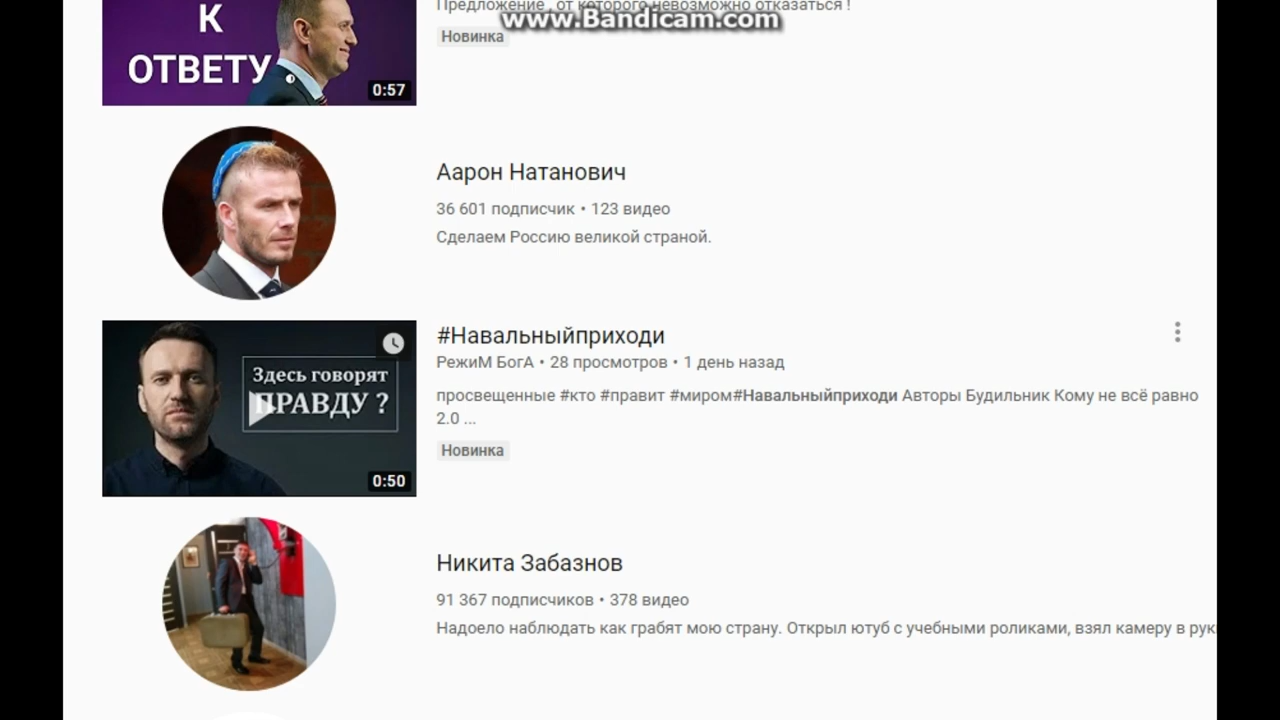 К
ОТВЕТУ.
0:57
Предложение , от которого невозможно отказаться !
www.Bandicam.com
Новинка
Аарон Натанович
36 601 подписчик • 123 видео
Сделаем Россию великой страной.
Здесь говорят
ПРАВДУ ?
0:50
#Навальныйприходи
РежиМ БогА • 28 просмотров • 1 день назад
просвещенные #кто #правит #миром#Навальныйприходи Авторы Будильник Кому не всё равно
2.0 ...
Новинка
Никита Забазнов
91 367 подписчиков • 378 видео
Надоело наблюдать как грабят мою страну. Открыл ютуб с учебными роликами, взял камеру в рук